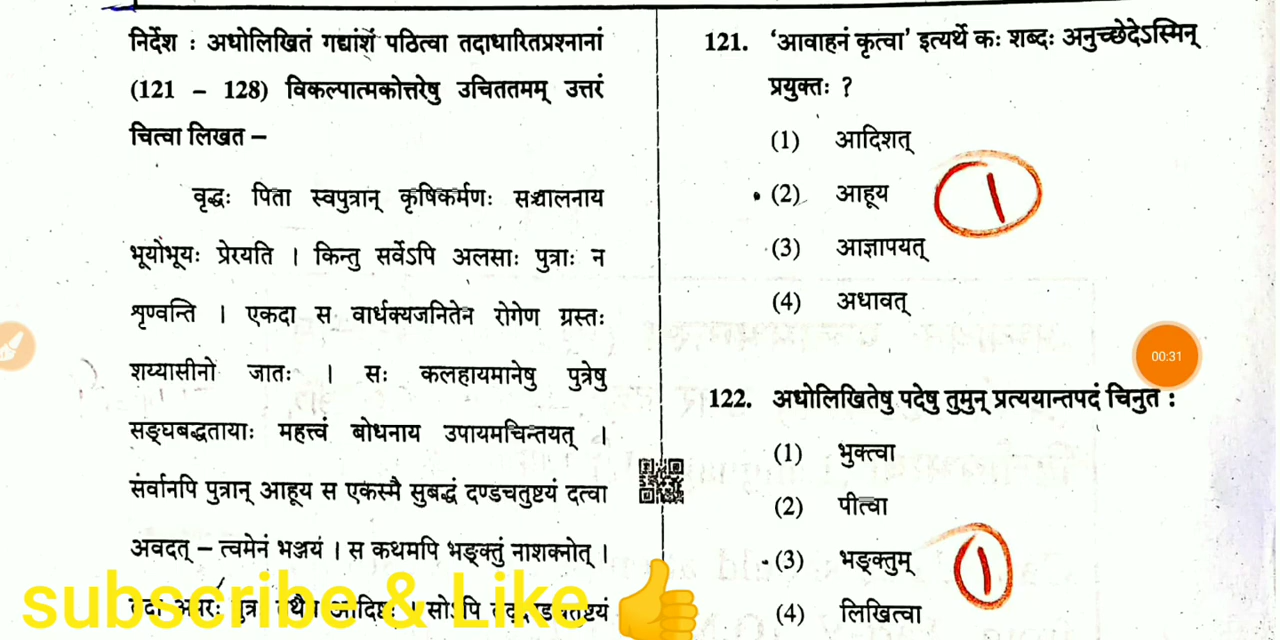 निर्देश : अधोलिखितं गद्यांशं पठित्वा तदाधारितप्रश्नानां
(121 – 128) विकल्पात्मकोत्तरेषु उचिततमम् उत्तरं
चित्वा लिखत –
वृद्धः पिता स्वपुत्रान् कृषिकर्मणः सञ्चालनाय
भूयोभूयः प्रेरयति । किन्तु सर्वेऽपि अलसाः पुत्राः न
शृण्वन्ति । एकदा स वार्धक्यजनितेन रोगेण ग्रस्तः
शय्यासीनो जातः । सः कलहायमानेषु पुत्रेषु
सङ्घबद्धतायाः महत्त्वं बोधनाय उपायमचिन्तयत् ।
सर्वानपि पुत्रान् आहूय स एकस्मै सुबद्धं दण्डचतुष्टयं दत्वा
अवदत् – त्वमेनं भञ्जय । स कथमपि भङ्क्तुं नाशक्नोत् ।
आदिष्टः । सोऽपि
subscribe & Like
121. 'आवाहनं कृत्वा' इत्यर्थे कः शब्दः अनुच्छेदेऽस्मिन्
प्रयुक्तः ?
(1) आदिशत्
(2) आहूय
1
(3) आज्ञापयत्
(4) अधावत्
00:31
122. अधोलिखितेषु पदेषु तुमुन् प्रत्ययान्तपदं चिनुत :
(1) भुक्त्वा
(2) पीत्वा
(3) भङ्क्तुम्
1
(4) लिखित्वा